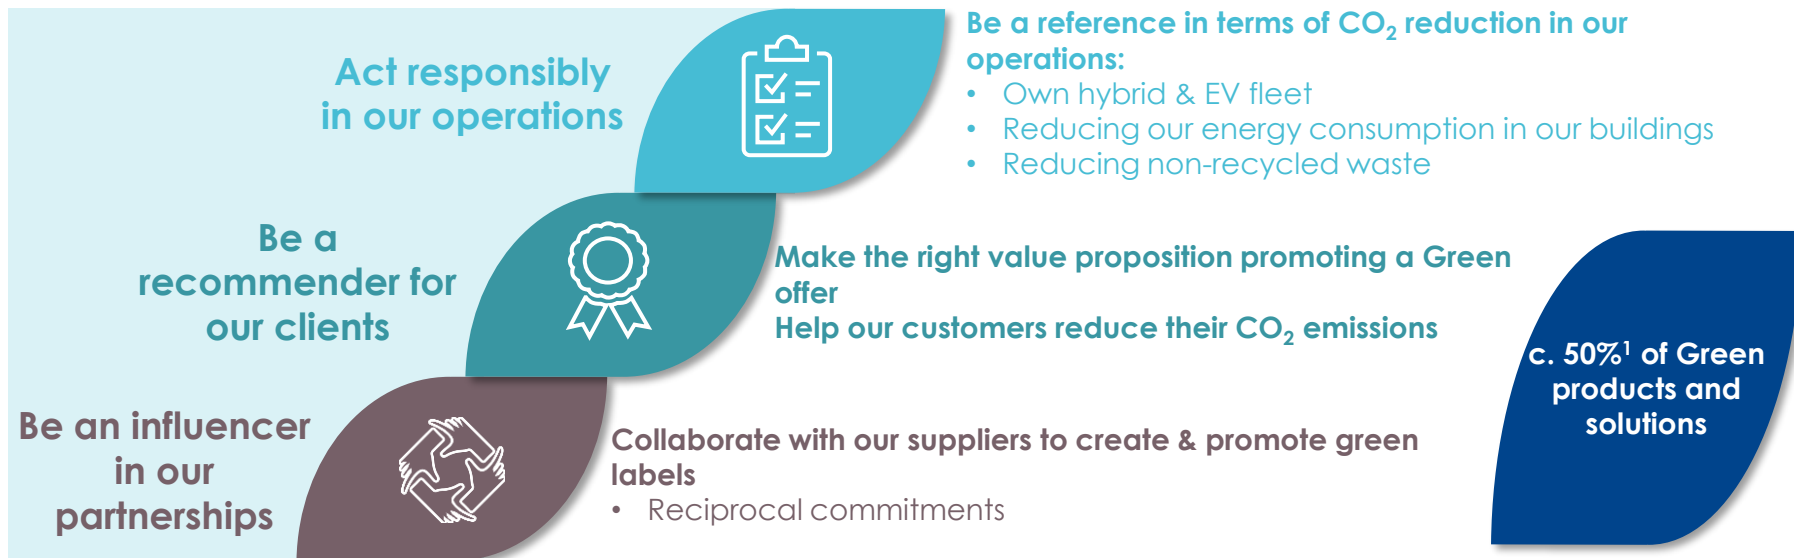 Act responsibly
in our operations
Be a reference in terms of CO₂ reduction in our
operations:
• Own hybrid & EV fleet
• Reducing our energy consumption in our buildings
• Reducing non-recycled waste
Be a
recommender for
our clients
Make the right value proposition promoting a Green
offer
Help our customers reduce their CO₂ emissions
Be an influencer
in our
partnerships
Collaborate with our suppliers to create & promote green
labels
• Reciprocal commitments
c. 50%¹ of Green
products and
solutions